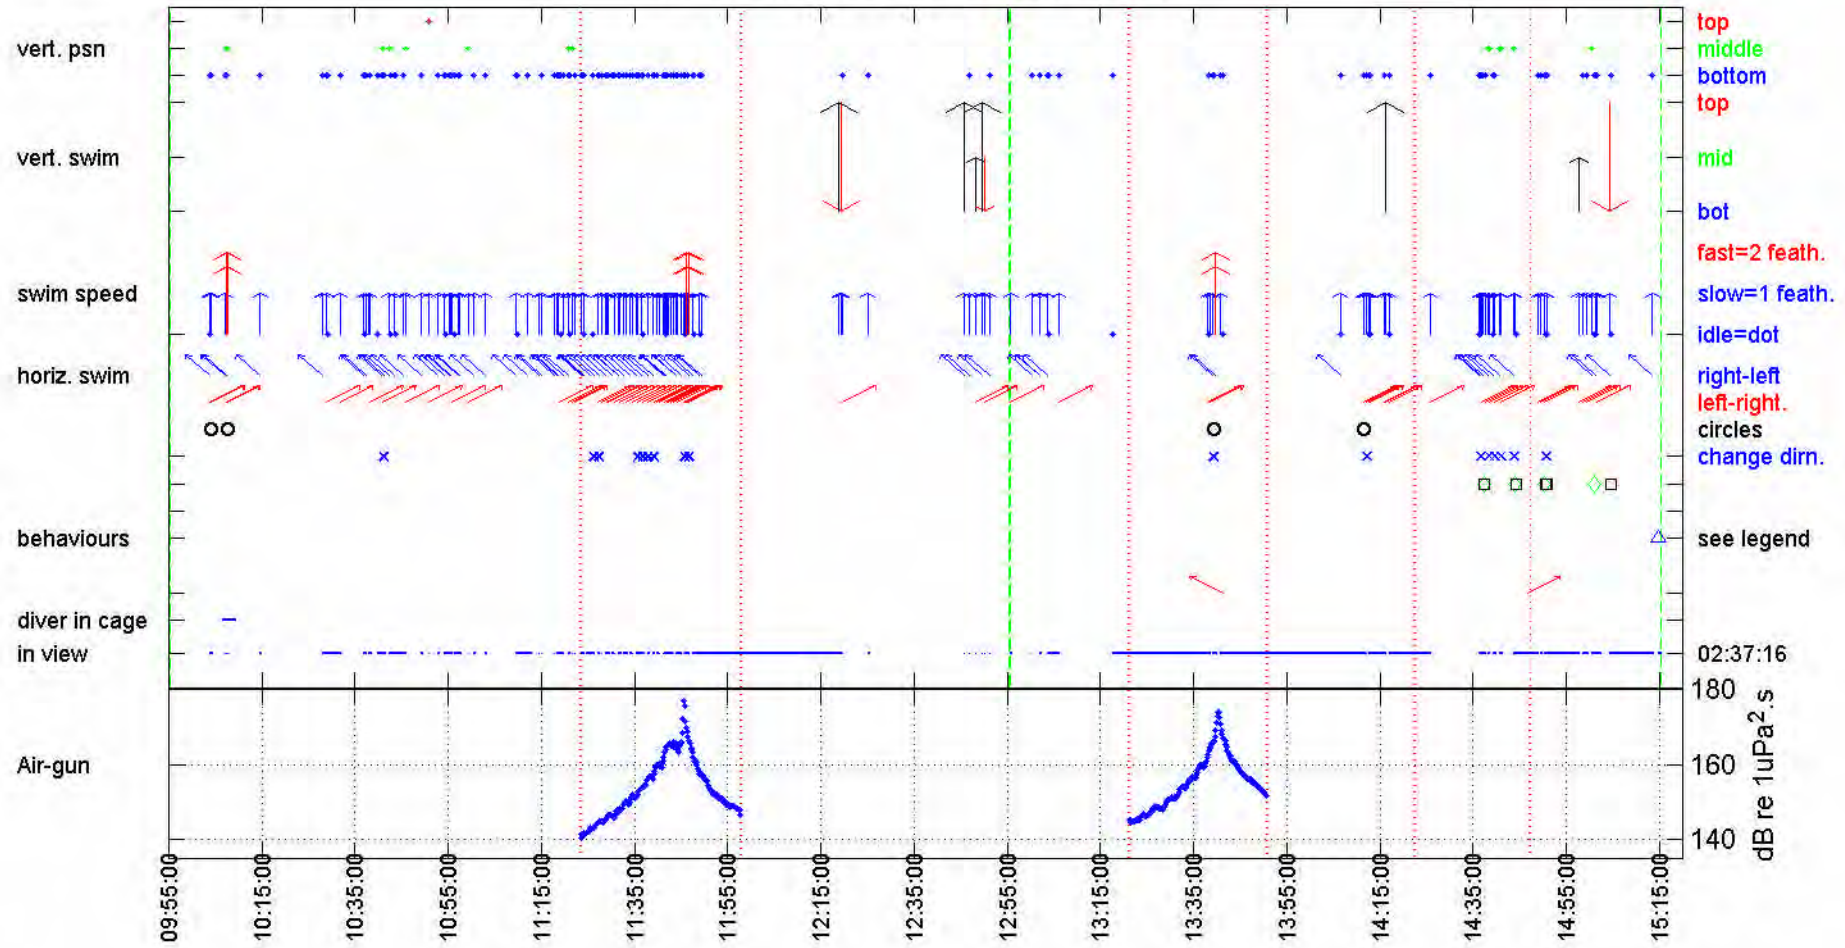 top
vert. psn middle
bottom
top
vert. swim mid
bot
fast=2 feath.
swim speed slow=1 feath.
idle=dot
horiz. swim right-left
left-right.
circles
change dirn.
behaviours see legend
diver in cage
in view 02:37:16
180
Air-gun 160
140
dB re 1uPa².s
09:55:00 10:15:00 10:35:00 10:55:00 11:15:00 11:35:00 11:55:00 12:15:00 12:35:00 12:55:00 13:15:00 13:35:00 13:55:00 14:15:00 14:35:00 14:55:00 15:15:00